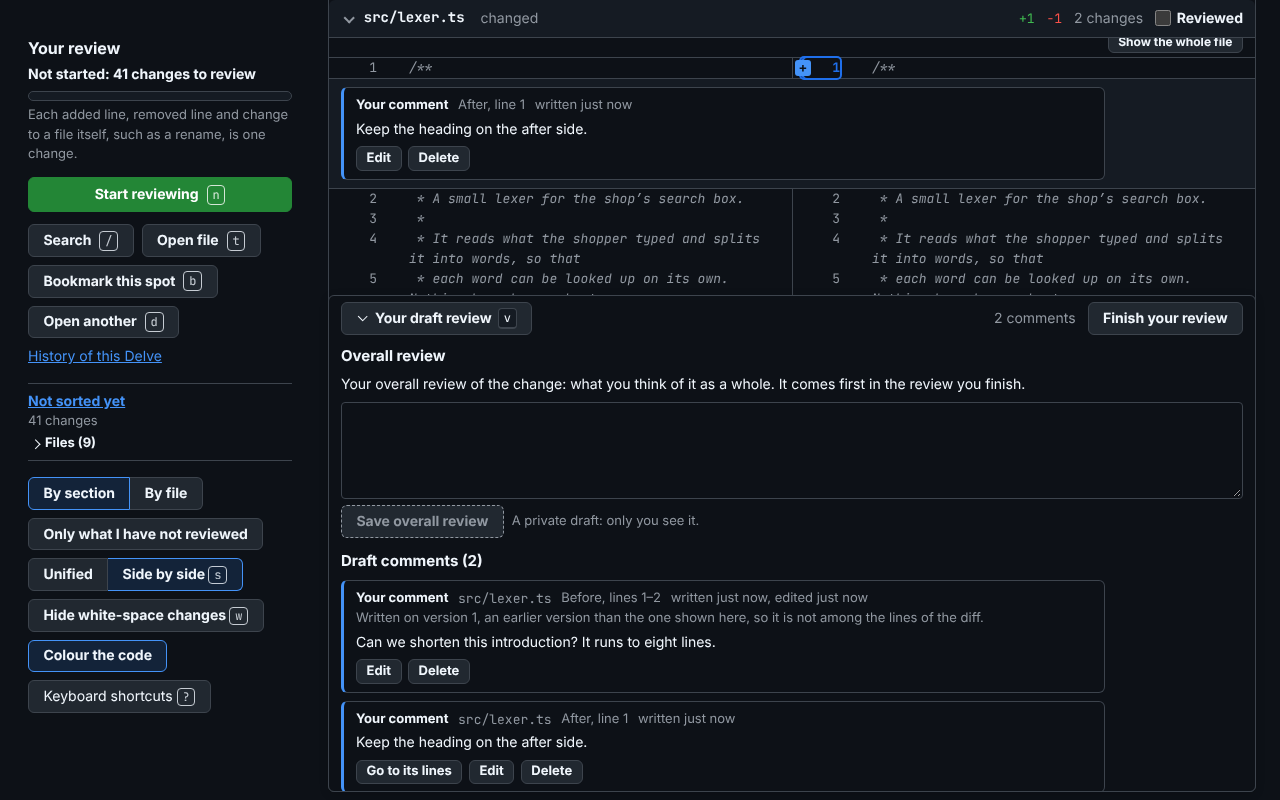 Your review
Not started: 41 changes to review
Each added line, removed line and change
to a file itself, such as a rename, is one
change.
Start reviewing n
Search / Open file t
Bookmark this spot b
Open another d
History of this Delve
Not sorted yet
41 changes
Files (9)
By section By file
Only what I have not reviewed
Unified Side by side s
Hide white-space changes w
Colour the code
Keyboard shortcuts ?
src/lexer.ts changed +1 -1 2 changes Reviewed
Show the whole file
1 /** + 1 /**
Your comment After, line 1 written just now
Keep the heading on the after side.
Edit Delete
2 * A small lexer for the shop’s search box. 2 * A small lexer for the shop’s search box.
3 * 3 *
4 * It reads what the shopper typed and splits 4 * It reads what the shopper typed and splits
it into words, so that it into words, so that
5 * each word can be looked up on its own. 5 * each word can be looked up on its own.
Your draft review v 2 comments Finish your review
Overall review
Your overall review of the change: what you think of it as a whole. It comes first in the review you finish.
Save overall review A private draft: only you see it.
Draft comments (2)
Your comment src/lexer.ts Before, lines 1–2 written just now, edited just now
Written on version 1, an earlier version than the one shown here, so it is not among the lines of the diff.
Can we shorten this introduction? It runs to eight lines.
Edit Delete
Your comment src/lexer.ts After, line 1 written just now
Keep the heading on the after side.
Go to its lines Edit Delete